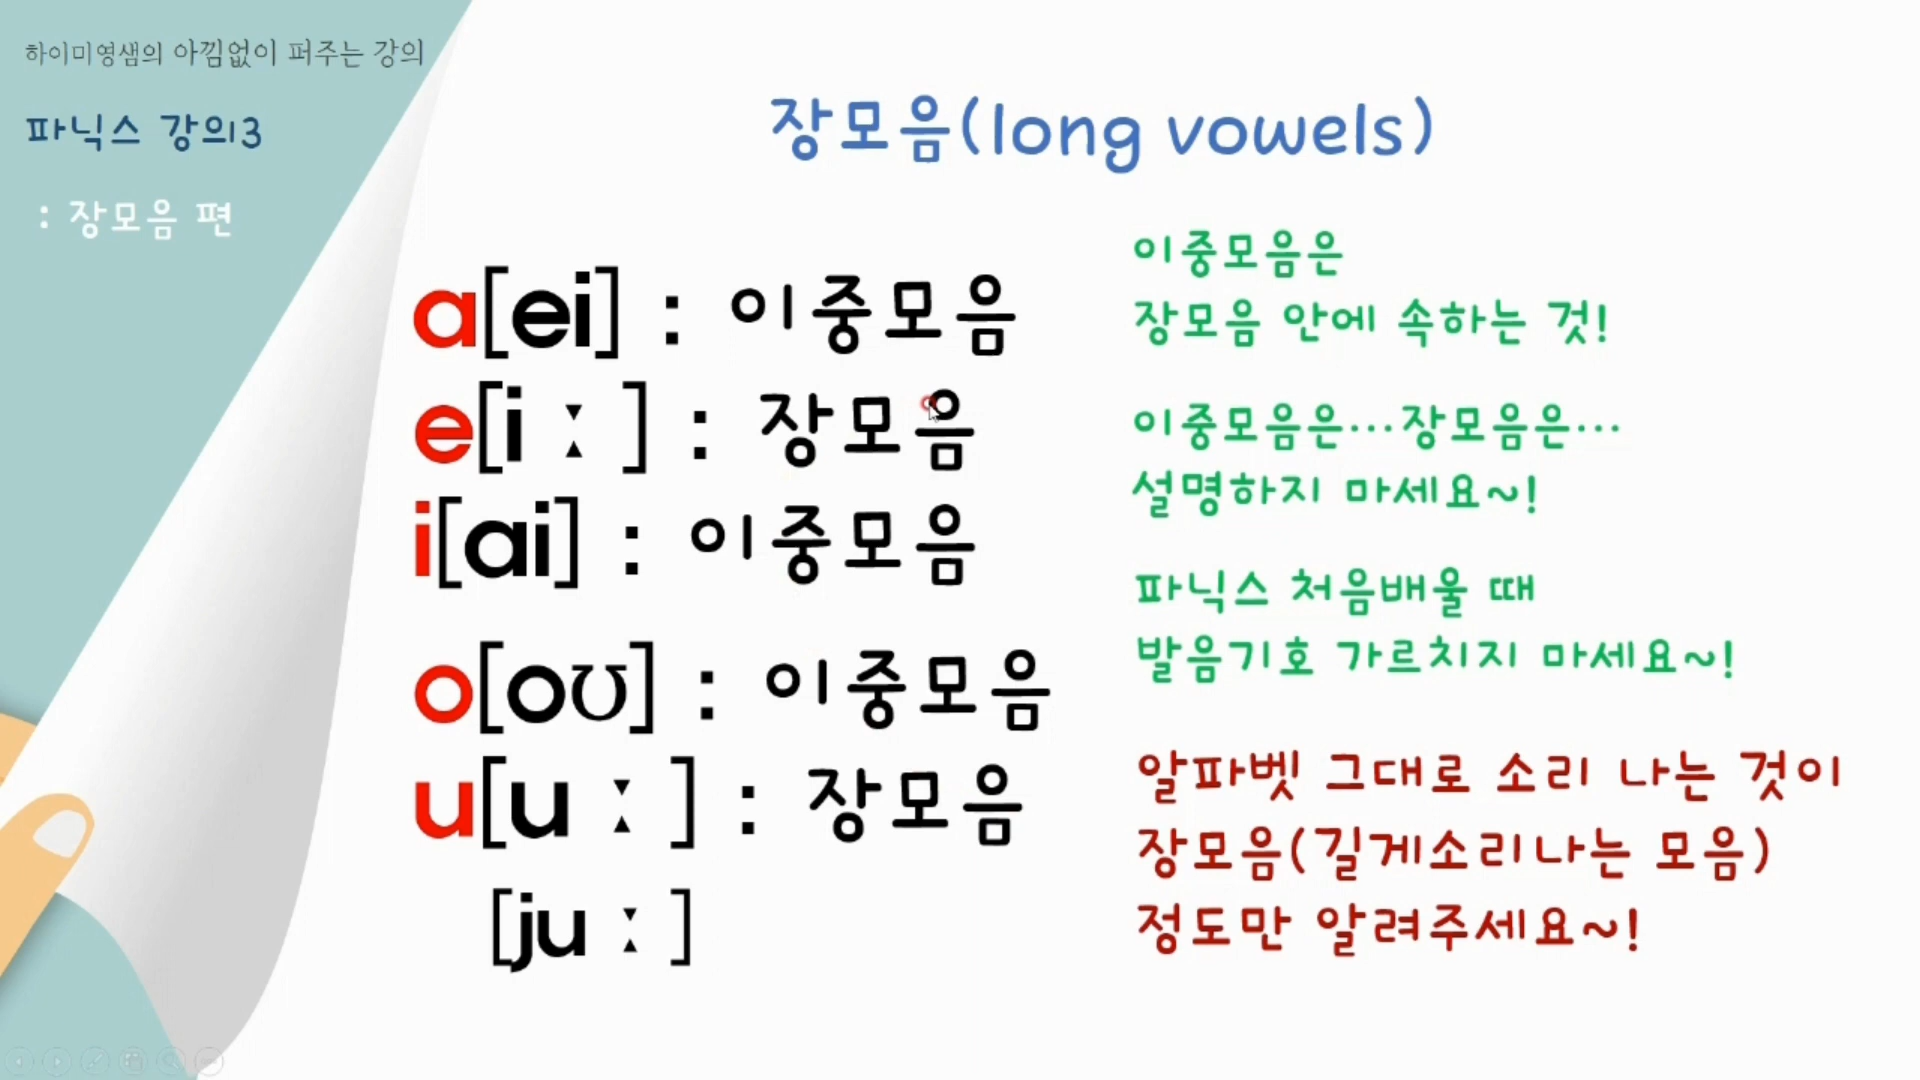 하이미영샘의 아낌없이 퍼주는 강의
파닉스 강의3
: 장모음 편
장모음(long vowels)
a[ei] : 이중모음
e[i ː ] : 장모음
i[ai] : 이중모음
o[oʊ] : 이중모음
u[u ː ] : 장모음
[ju ː ]
이중모음은
장모음 안에 속하는 것!
이중모음은…장모음은…
설명하지 마세요~!
파닉스 처음배울 때
발음기호 가르치지 마세요~!
알파벳 그대로 소리 나는 것이
장모음(길게소리나는 모음)
정도만 알려주세요~!